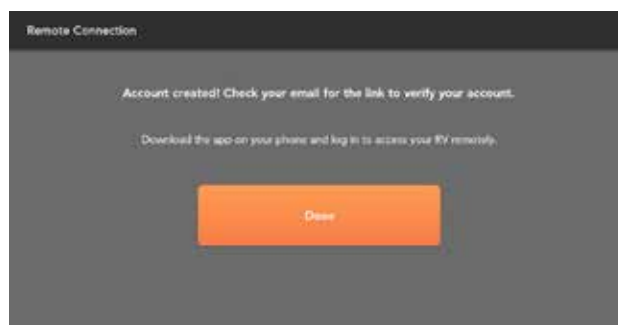 Remote Connection
Account created! Check your email for the link to verify your account.
Download the app on your phone and log in to access your RV remotely.
Done